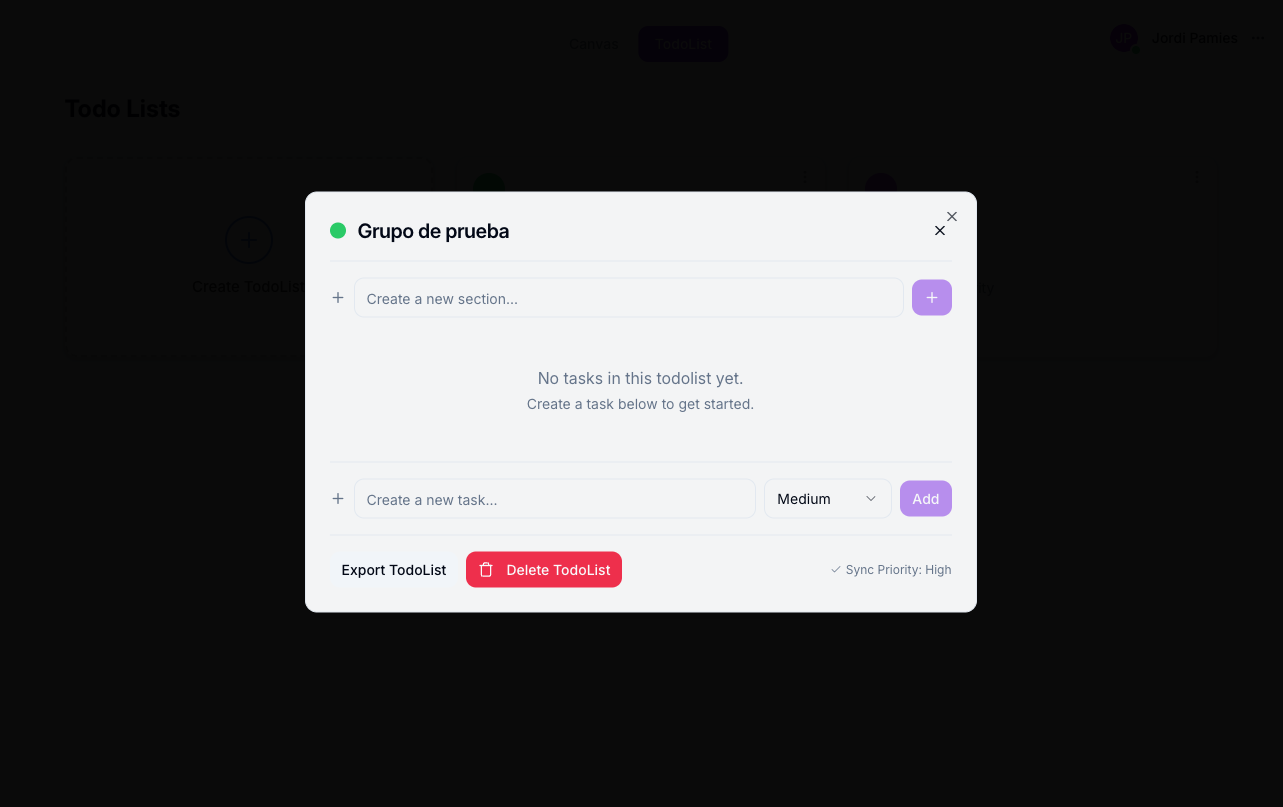 Canvas TodoList
JP Jordi Pamies
Todo Lists
Create TodoList
Grupo de prueba
Create a new section...
No tasks in this todolist yet.
Create a task below to get started.
Create a new task...
Medium
Add
Export TodoList
Delete TodoList
Sync Priority: High